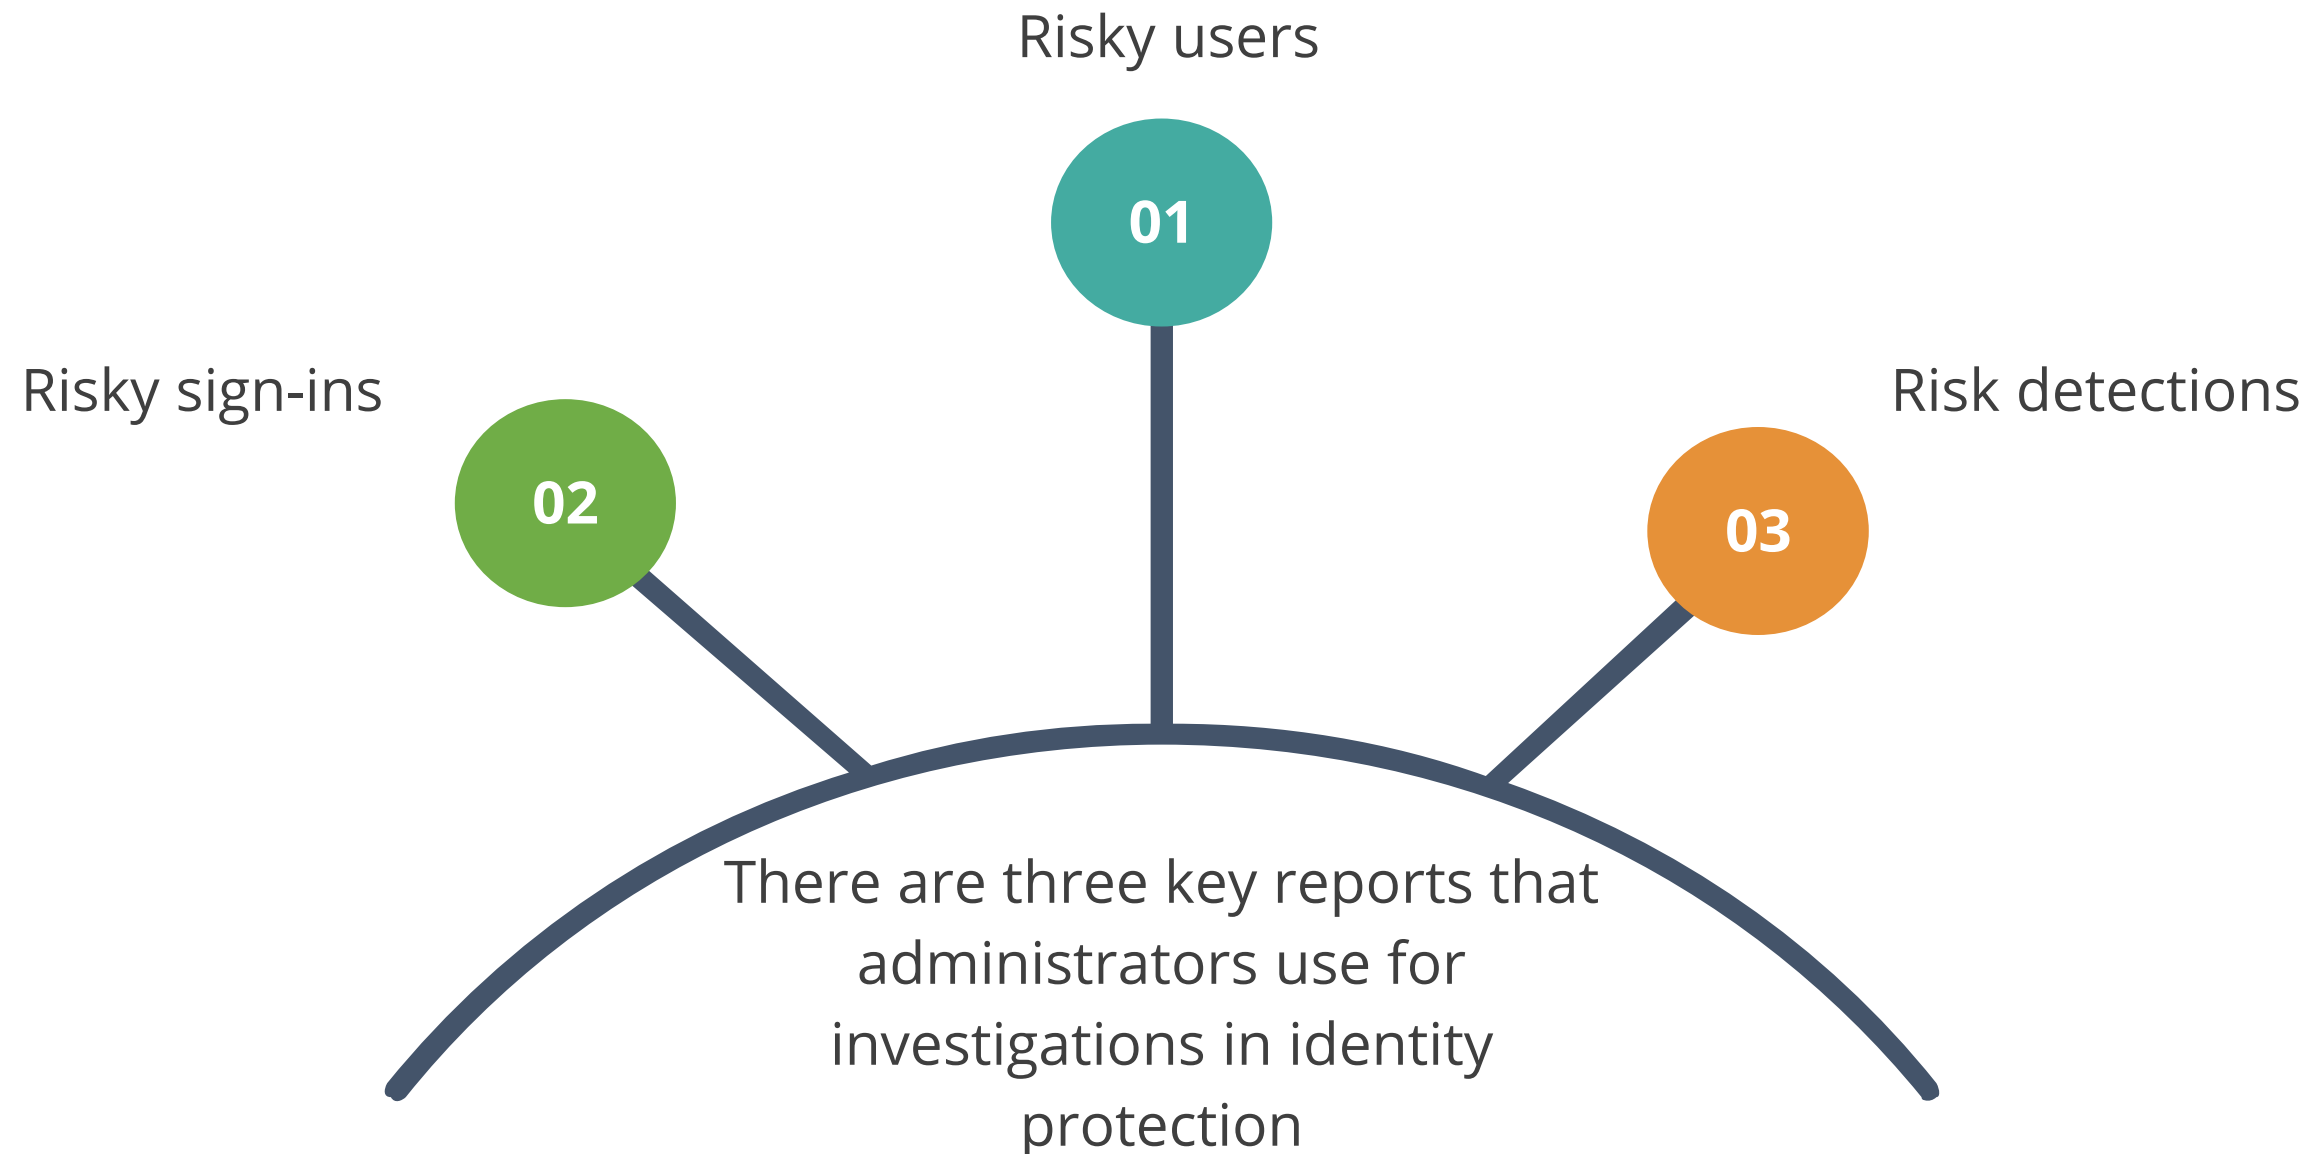 Risky users
01
Risky sign-ins
02
Risk detections
03
There are three key reports that
administrators use for
investigations in identity
protection